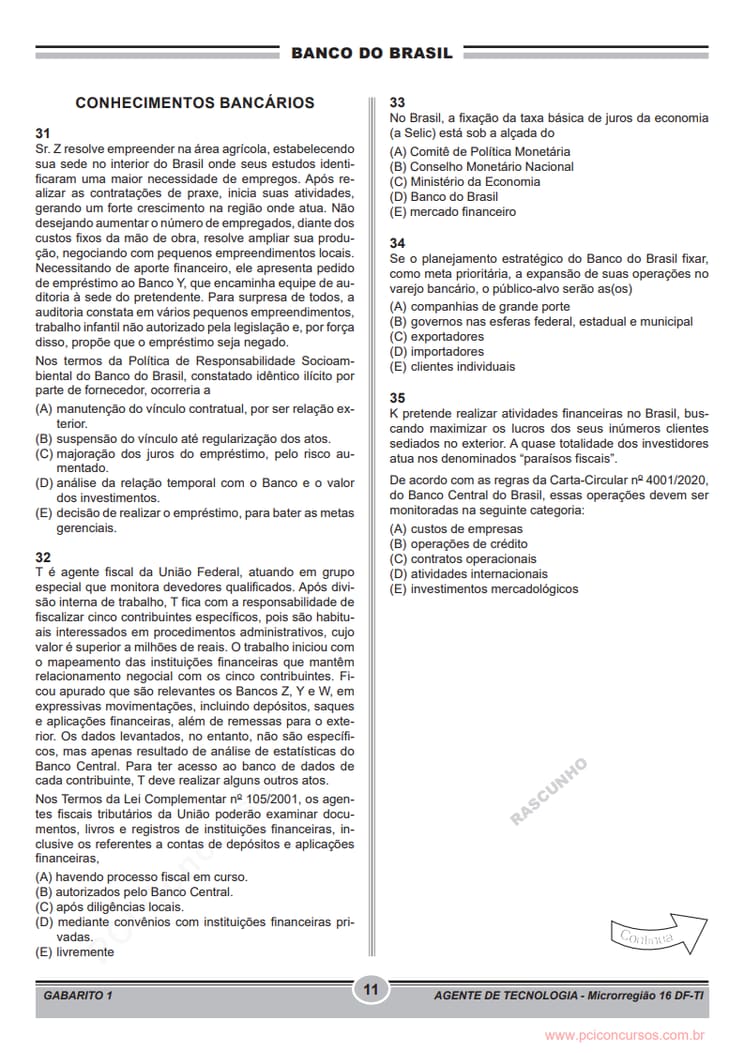 BANCO DO BRASIL
CONHECIMENTOS BANCÁRIOS
31
Sr. Z resolve empreender na área agrícola, estabelecendo
sua sede no interior do Brasil onde seus estudos identi-
ficaram uma maior necessidade de empregos. Após re-
alizar as contratações de praxe, inicia suas atividades,
gerando um forte crescimento na região onde atua. Não
desejando aumentar o número de empregados, diante dos
custos fixos da mão de obra, resolve ampliar sua produ-
ção, negociando com pequenos empreendimentos locais.
Necessitando de aporte financeiro, ele apresenta pedido
de empréstimo ao Banco Y, que encaminha equipe de au-
ditoria à sede do pretendente. Para surpresa de todos, a
auditoria constata em vários pequenos empreendimentos,
trabalho infantil não autorizado pela legislação e, por força
disso, propõe que o empréstimo seja negado.
Nos termos da Política de Responsabilidade Socioam-
biental do Banco do Brasil, constatado idêntico ilícito por
parte de fornecedor, ocorreria a
(A) manutenção do vínculo contratual, por ser relação ex-
terior.
(B) suspensão do vínculo até regularização dos atos.
(C) majoração dos juros do empréstimo, pelo risco au-
mentado.
(D) análise da relação temporal com o Banco e o valor
dos investimentos.
(E) decisão de realizar o empréstimo, para bater as metas
gerenciais.
32
T é agente fiscal da União Federal, atuando em grupo
especial que monitora devedores qualificados. Após divi-
são interna de trabalho, T fica com a responsabilidade de
fiscalizar cinco contribuintes específicos, pois são habitu-
ais interessados em procedimentos administrativos, cujo
valor é superior a milhões de reais. O trabalho iniciou com
o mapeamento das instituições financeiras que mantêm
relacionamento negocial com os cinco contribuintes. Fi-
cou apurado que são relevantes os Bancos Z, Y e W, em
expressivas movimentações, incluindo depósitos, saques
e aplicações financeiras, além de remessas para o exte-
rior. Os dados levantados, no entanto, não são específi-
cos, mas apenas resultado de análise de estatísticas do
Banco Central. Para ter acesso ao banco de dados de
cada contribuinte, T deve realizar alguns outros atos.
Nos Termos da Lei Complementar nº 105/2001, os agen-
tes fiscais tributários da União poderão examinar docu-
mentos, livros e registros de instituições financeiras, in-
clusive os referentes a contas de depósitos e aplicações
financeiras,
(A) havendo processo fiscal em curso.
(B) autorizados pelo Banco Central.
(C) após diligências locais.
(D) mediante convênios com instituições financeiras pri-
vadas.
(E) livremente
33
No Brasil, a fixação da taxa básica de juros da economia
(a Selic) está sob a alçada do
(A) Comitê de Política Monetária
(B) Conselho Monetário Nacional
(C) Ministério da Economia
(D) Banco do Brasil
(E) mercado financeiro
34
Se o planejamento estratégico do Banco do Brasil fixar,
como meta prioritária, a expansão de suas operações no
varejo bancário, o público-alvo serão as(os)
(A) companhias de grande porte
(B) governos nas esferas federal, estadual e municipal
(C) exportadores
(D) importadores
(E) clientes individuais
35
K pretende realizar atividades financeiras no Brasil, bus-
cando maximizar os lucros dos seus inúmeros clientes
sediados no exterior. A quase totalidade dos investidores
atua nos denominados “paraísos fiscais”.
De acordo com as regras da Carta-Circular nº 4001/2020,
do Banco Central do Brasil, essas operações devem ser
monitoradas na seguinte categoria:
(A) custos de empresas
(B) operações de crédito
(C) contratos operacionais
(D) atividades internacionais
(E) investimentos mercadológicos
RASCUNHO
Continua
GABARITO 1
11
AGENTE DE TECNOLOGIA - Microrregião 16 DF-TI
www.pciconcursos.com.br